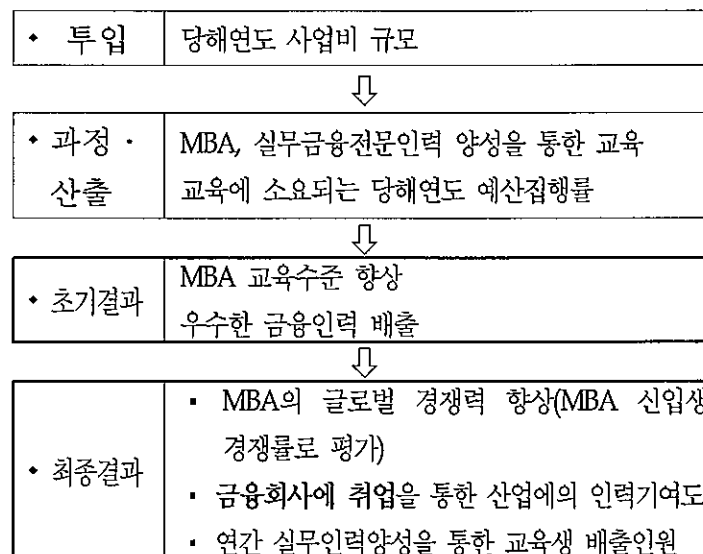 ◆ 투입 당해연도 사업비 규모
⇩
◆ 과정 · MBA, 실무금융전문인력 양성을 통한 교육
산출 교육에 소요되는 당해연도 예산집행률
⇩
◆ 초기결과 MBA 교육수준 향상
우수한 금융인력 배출
⇩
▪ MBA의 글로벌 경쟁력 향상(MBA 신입생
경쟁률로 평가)
◆ 최종결과
▪ 금융회사에 취업을 통한 산업에의 인력기여도
▪ 연간 실무인력양성을 통한 교육생 배출인원